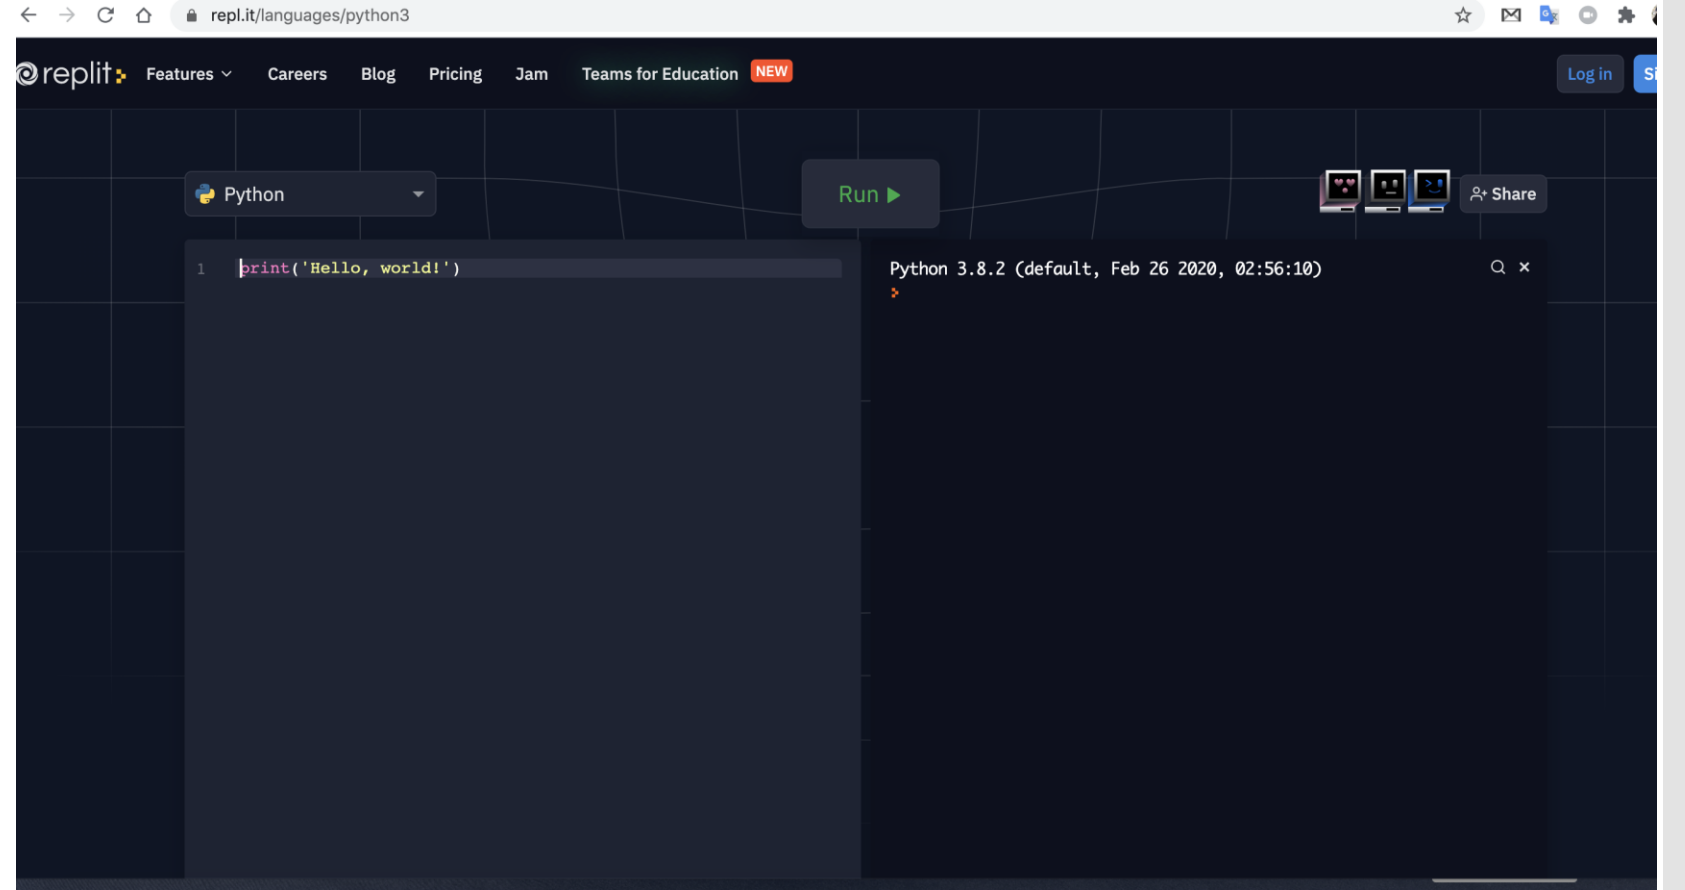 repl.it/languages/python3
replit
Features Careers Blog Pricing Jam Teams for Education NEW Log in
Python
Run
Share
1 print('Hello, world!')
Python 3.8.2 (default, Feb 26 2020, 02:56:10)